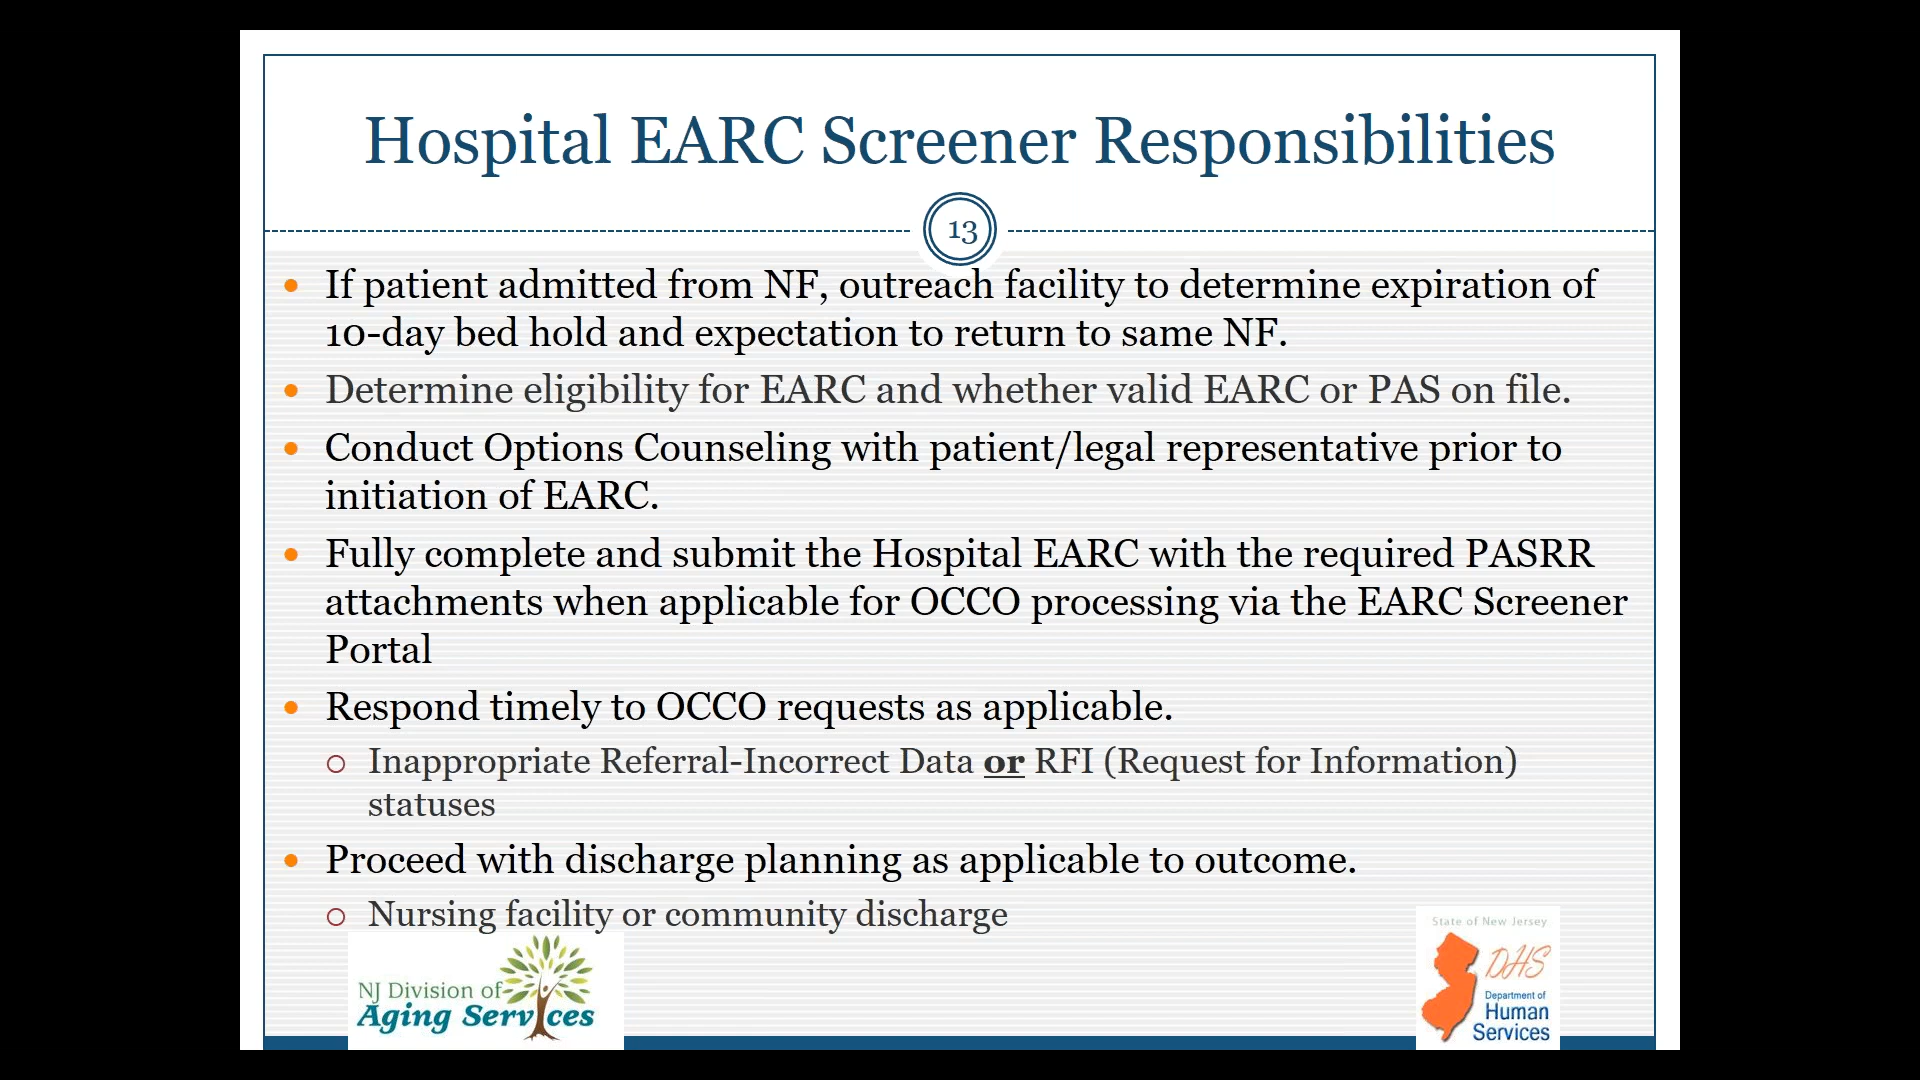 Hospital EARC Screener Responsibilities
13
If patient admitted from NF, outreach facility to determine expiration of
10-day bed hold and expectation to return to same NF.
Determine eligibility for EARC and whether valid EARC or PAS on file.
Conduct Options Counseling with patient/legal representative prior to
initiation of EARC.
Fully complete and submit the Hospital EARC with the required PASRR
attachments when applicable for OCCO processing via the EARC Screener
Portal
Respond timely to OCCO requests as applicable.
Inappropriate Referral-Incorrect Data or RFI (Request for Information)
statuses
Proceed with discharge planning as applicable to outcome.
Nursing facility or community discharge
NJ Division of
Aging Services
State of New Jersey
DHS
Department of
Human
Services